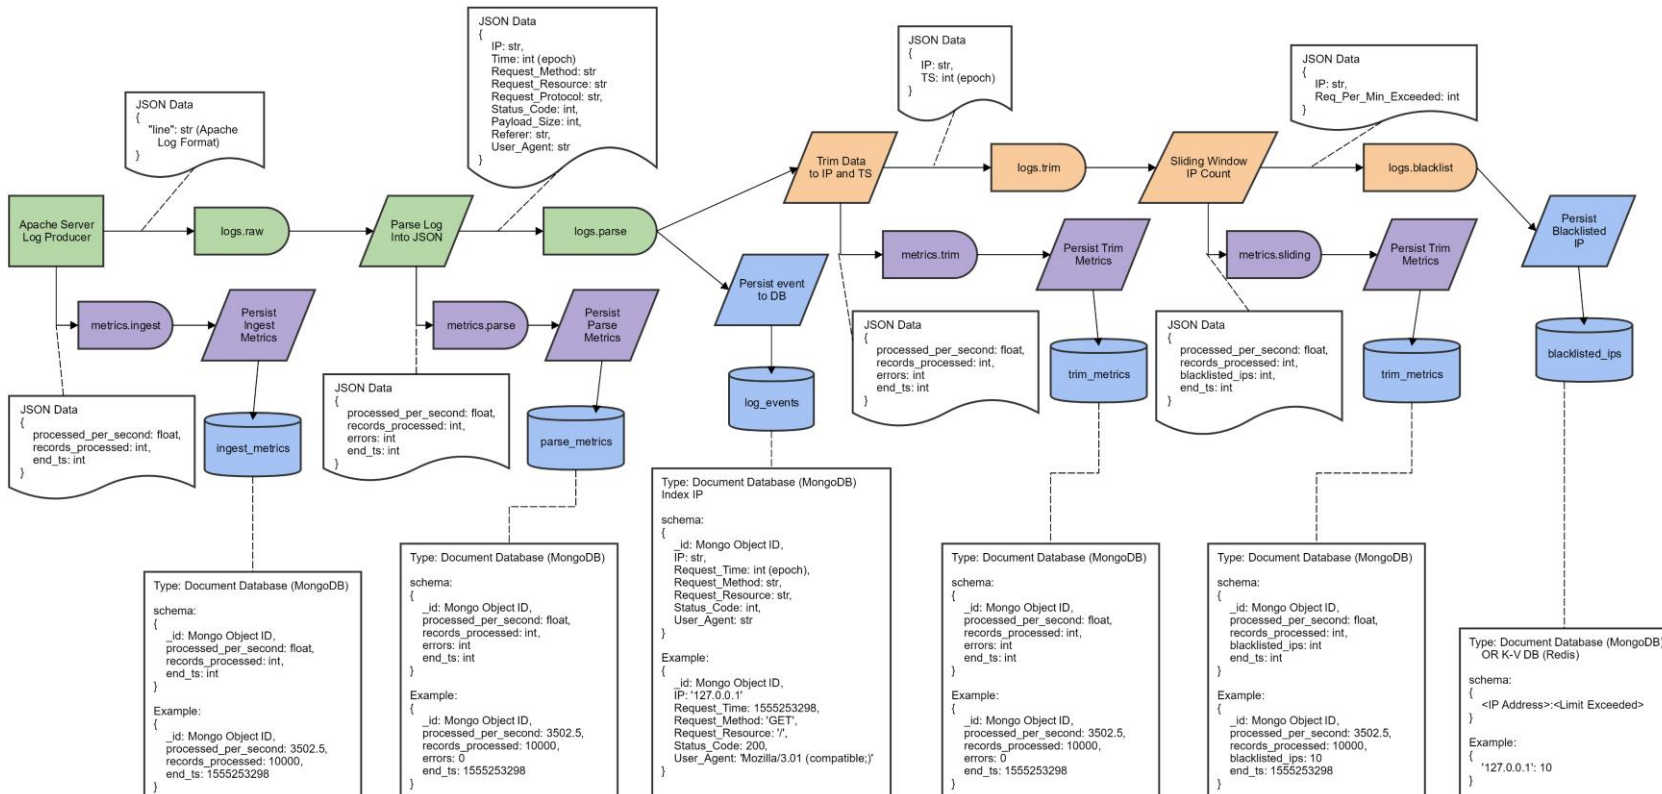 JSON Data
{
"line": str (Apache
Log Format)
}
JSON Data
{
IP: str,
Time: int (epoch)
Request_Method: str
Request_Resource: str
Request_Protocol: str,
Status_Code: int,
Payload_Size: int,
Referer: str,
User_Agent: str
}
JSON Data
{
IP: str,
TS: int (epoch)
}
JSON Data
{
IP: str,
Req_Per_Min_Exceeded: int
}
Apache Server
Log Producer
logs.raw
Parse Log
Into JSON
logs.parse
Trim Data
to IP and TS
logs.trim
Sliding Window
IP Count
logs.blacklist
Persist
Blacklisted
IP
metrics.ingest
Persist
Ingest
Metrics
metrics.parse
Persist
Parse
Metrics
Persist event
to DB
metrics.trim
Persist Trim
Metrics
metrics.sliding
Persist Trim
Metrics
JSON Data
{
processed_per_second: float,
records_processed: int,
end_ts: int
}
ingest_metrics
JSON Data
{
processed_per_second: float,
records_processed: int,
errors: int
end_ts: int
}
parse_metrics
log_events
JSON Data
{
processed_per_second: float,
records_processed: int,
errors: int
end_ts: int
}
trim_metrics
JSON Data
{
processed_per_second: float,
records_processed: int,
blacklisted_ips: int,
end_ts: int
}
trim_metrics
blacklisted_ips
Type: Document Database (MongoDB)
schema:
{
_id: Mongo Object ID,
processed_per_second: float,
records_processed: int,
end_ts: int
}
Example:
{
_id: Mongo Object ID,
processed_per_second: 3502.5,
records_processed: 10000,
end_ts: 1555253298
}
Type: Document Database (MongoDB)
schema:
{
_id: Mongo Object ID,
processed_per_second: float,
records_processed: int,
errors: int
end_ts: int
}
Example:
{
_id: Mongo Object ID,
processed_per_second: 3502.5,
records_processed: 10000,
errors: 0
end_ts: 1555253298
}
Type: Document Database (MongoDB)
Index IP
schema:
{
_id: Mongo Object ID,
IP: str,
Request_Time: int (epoch),
Request_Method: str,
Request_Resource: str,
Status_Code: int,
User_Agent: str
}
Example:
{
_id: Mongo Object ID,
IP: '127.0.0.1'
Request_Time: 1555253298,
Request_Method: 'GET',
Request_Resource: '/',
Status_Code: 200,
User_Agent: 'Mozilla/3.01 (compatible;)'
}
Type: Document Database (MongoDB)
schema:
{
_id: Mongo Object ID,
processed_per_second: float,
records_processed: int,
errors: int
end_ts: int
}
Example:
{
_id: Mongo Object ID,
processed_per_second: 3502.5,
records_processed: 10000,
errors: 0
end_ts: 1555253298
}
Type: Document Database (MongoDB)
schema:
{
_id: Mongo Object ID,
processed_per_second: float,
records_processed: int,
blacklisted_ips: int
end_ts: int
}
Example:
{
_id: Mongo Object ID,
processed_per_second: 3502.5,
records_processed: 10000,
blacklisted_ips: 10
end_ts: 1555253298
}
Type: Document Database (MongoDB)
OR K-V DB (Redis)
schema:
{
<IP Address>:<Limit Exceeded>
}
Example:
{
'127.0.0.1': 10
}